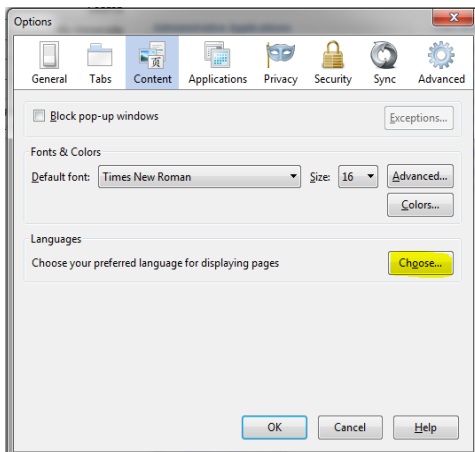 Options
General Tabs Content Applications Privacy Security Sync Advanced
Block pop-up windows Exceptions...
Fonts & Colors
Default font: Times New Roman Size: 16 Advanced...
Colors...
Languages
Choose your preferred language for displaying pages Choose...
OK Cancel Help